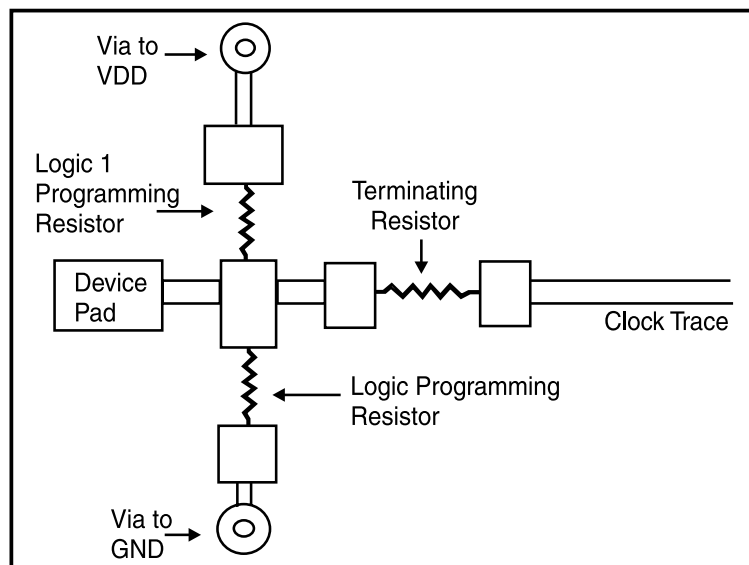 Via to
VDD
Logic 1
Programming
Resistor
Terminating
Resistor
Device
Pad
Clock Trace
Logic Programming
Resistor
Via to
GND